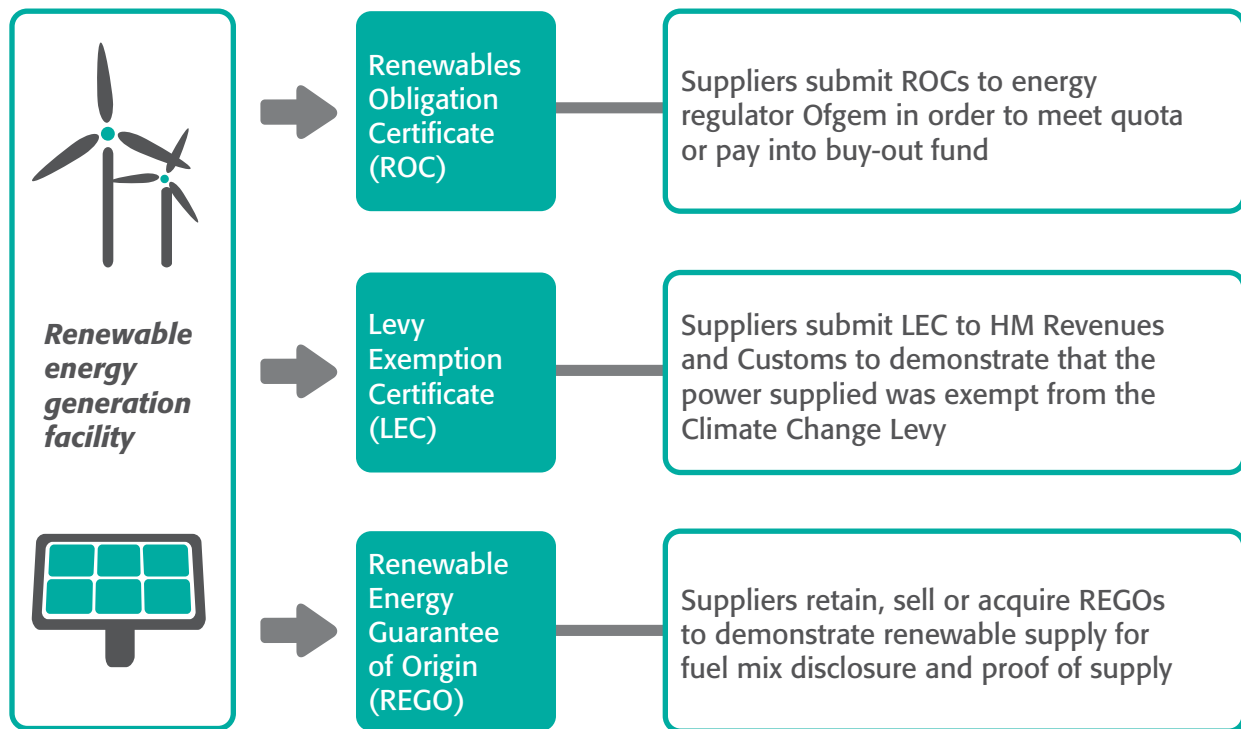 Renewable
energy
generation
facility
Renewables
Obligation
Certificate
(ROC)
Suppliers submit ROCs to energy
regulator Ofgem in order to meet quota
or pay into buy-out fund
Levy
Exemption
Certificate
(LEC)
Suppliers submit LEC to HM Revenues
and Customs to demonstrate that the
power supplied was exempt from the
Climate Change Levy
Renewable
Energy
Guarantee
of Origin
(REGO)
Suppliers retain, sell or acquire REGOs
to demonstrate renewable supply for
fuel mix disclosure and proof of supply